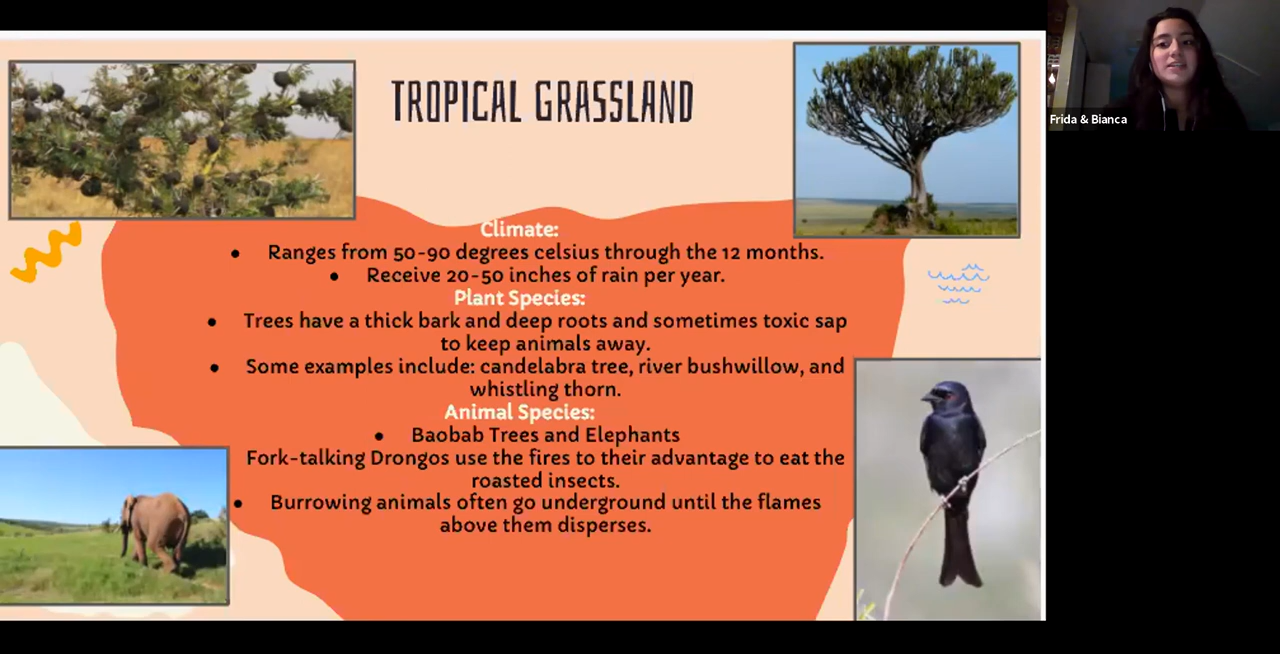 TROPICAL GRASSLAND
Frida & Bianca
Climate:
● Ranges from 50-90 degrees celsius through the 12 months.
● Receive 20-50 inches of rain per year.
Plant Species:
● Trees have a thick bark and deep roots and sometimes toxic sap
to keep animals away.
● Some examples include: candelabra tree, river bushwillow, and
whistling thorn.
Animal Species:
● Baobab Trees and Elephants
Fork-talking Drongos use the fires to their advantage to eat the
roasted insects.
● Burrowing animals often go underground until the flames
above them disperses.